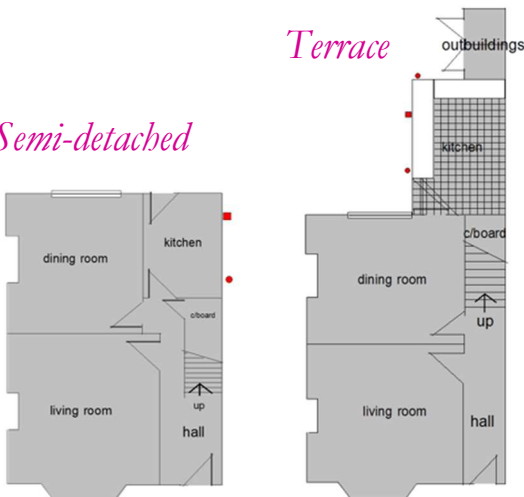 Terrace
outbuildings
Semi-detached
kitchen
c/board
dining room
up
living room
hall
kitchen
dining room
c/board
living room
up
hall